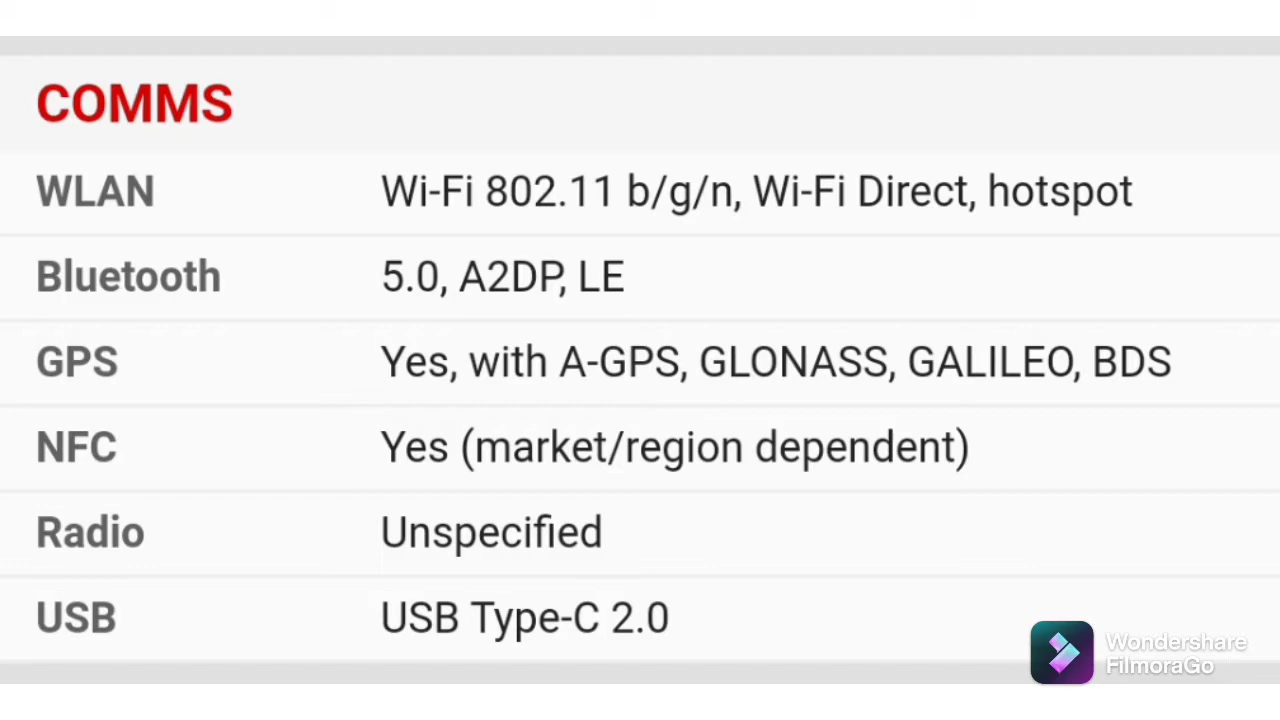 COMMS
WLAN Wi-Fi 802.11 b/g/n, Wi-Fi Direct, hotspot
Bluetooth 5.0, A2DP, LE
GPS Yes, with A-GPS, GLONASS, GALILEO, BDS
NFC Yes (market/region dependent)
Radio Unspecified
USB USB Type-C 2.0
Wondershare
FilmoraGo